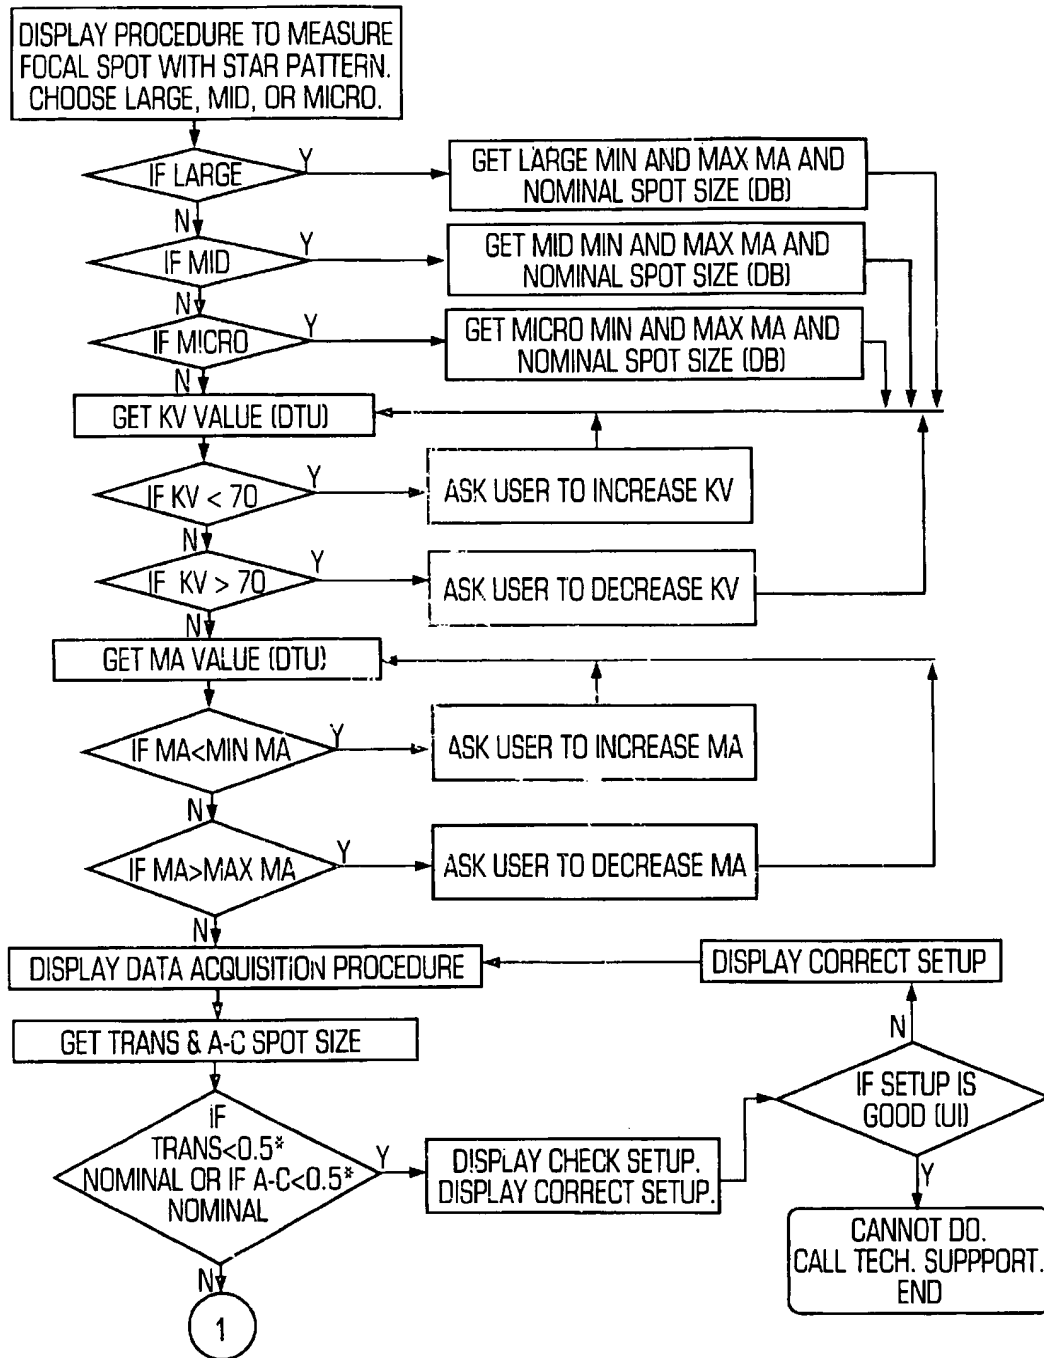 DISPLAY PROCEDURE TO MEASURE
FOCAL SPOT WITH STAR PATTERN.
CHOOSE LARGE, MID, OR MICRO.
IF LARGE
Y
GET LARGE MIN AND MAX MA AND
NOMINAL SPOT SIZE (DB)
N
IF MID
Y
GET MID MIN AND MAX MA AND
NOMINAL SPOT SIZE (DB)
N
IF MICRO
Y
GET MICRO MIN AND MAX MA AND
NOMINAL SPOT SIZE (DB)
N
GET KV VALUE (DTU)
IF KV < 70
Y
ASK USER TO INCREASE KV
N
IF KV > 70
Y
ASK USER TO DECREASE KV
N
GET MA VALUE (DTU)
IF MA<MIN MA
Y
ASK USER TO INCREASE MA
N
IF MA>MAX MA
Y
ASK USER TO DECREASE MA
N
DISPLAY DATA ACQUISITION PROCEDURE
DISPLAY CORRECT SETUP
GET TRANS & A-C SPOT SIZE
N
IF SETUP IS
GOOD (UI)
Y
IF
TRANS<0.5*
NOMINAL OR IF A-C<0.5*
NOMINAL
Y
DISPLAY CHECK SETUP.
DISPLAY CORRECT SETUP.
CANNOT DO.
CALL TECH. SUPPPORT.
END
N
1